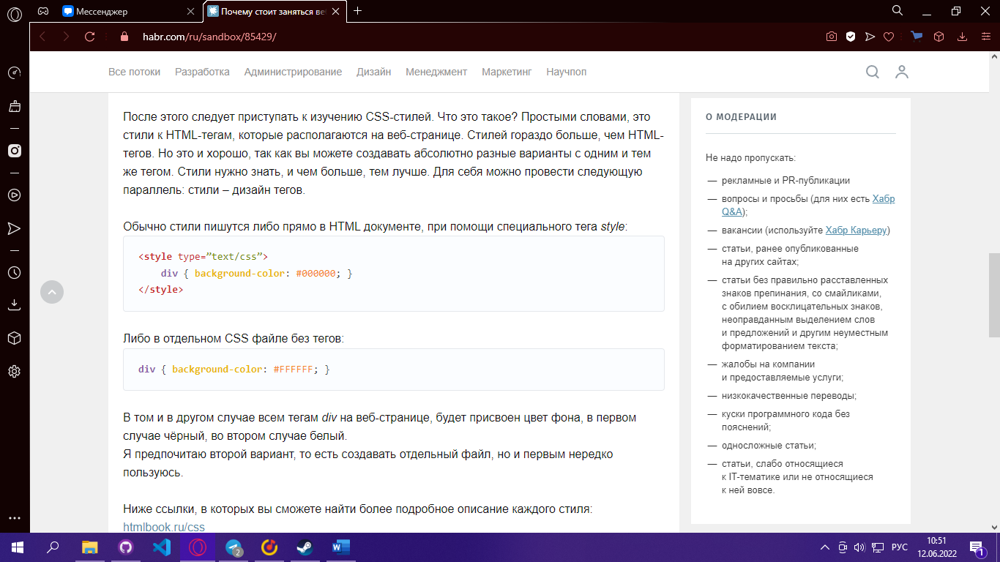 Мессенджер
Почему стоит заняться ве
habr.com/ru/sandbox/85429/
Все потоки Разработка Администрирование Дизайн Менеджмент Маркетинг Научпоп
После этого следует приступать к изучению CSS-стилей. Что это такое? Простыми словами, это
стили к HTML-тегам, которые располагаются на веб-странице. Стилей гораздо больше, чем HTML-
тегов. Но это и хорошо, так как вы можете создавать абсолютно разные варианты с одним и тем
же тегом. Стили нужно знать, и чем больше, тем лучше. Для себя можно провести следующую
параллель: стили – дизайн тегов.
Обычно стили пишутся либо прямо в HTML документе, при помощи специального тега style:
<style type=”text/css”>
div { background-color: #000000; }
</style>
Либо в отдельном CSS файле без тегов:
div { background-color: #FFFFFF; }
В том и в другом случае всем тегам div на веб-странице, будет присвоен цвет фона, в первом
случае чёрный, во втором случае белый.
Я предпочитаю второй вариант, то есть создавать отдельный файл, но и первым нередко
пользуюсь.
Ниже ссылки, в которых вы сможете найти более подробное описание каждого стиля:
htmlbook.ru/css
О МОДЕРАЦИИ
Не надо пропускать:
— рекламные и PR-публикации
— вопросы и просьбы (для них есть Хабр
Q&A);
— вакансии (используйте Хабр Карьеру)
— статьи, ранее опубликованные
на других сайтах;
— статьи без правильно расставленных
знаков препинания, со смайликами,
с обилием восклицательных знаков,
неоправданным выделением слов
и предложений и другим неуместным
форматированием текста;
— жалобы на компании
и предоставляемые услуги;
— низкокачественные переводы;
— куски программного кода без
пояснений;
— односложные статьи;
— статьи, слабо относящиеся
к IT-тематике или не относящиеся
к ней вовсе.
2
РУС
10:51
12.06.2022
1